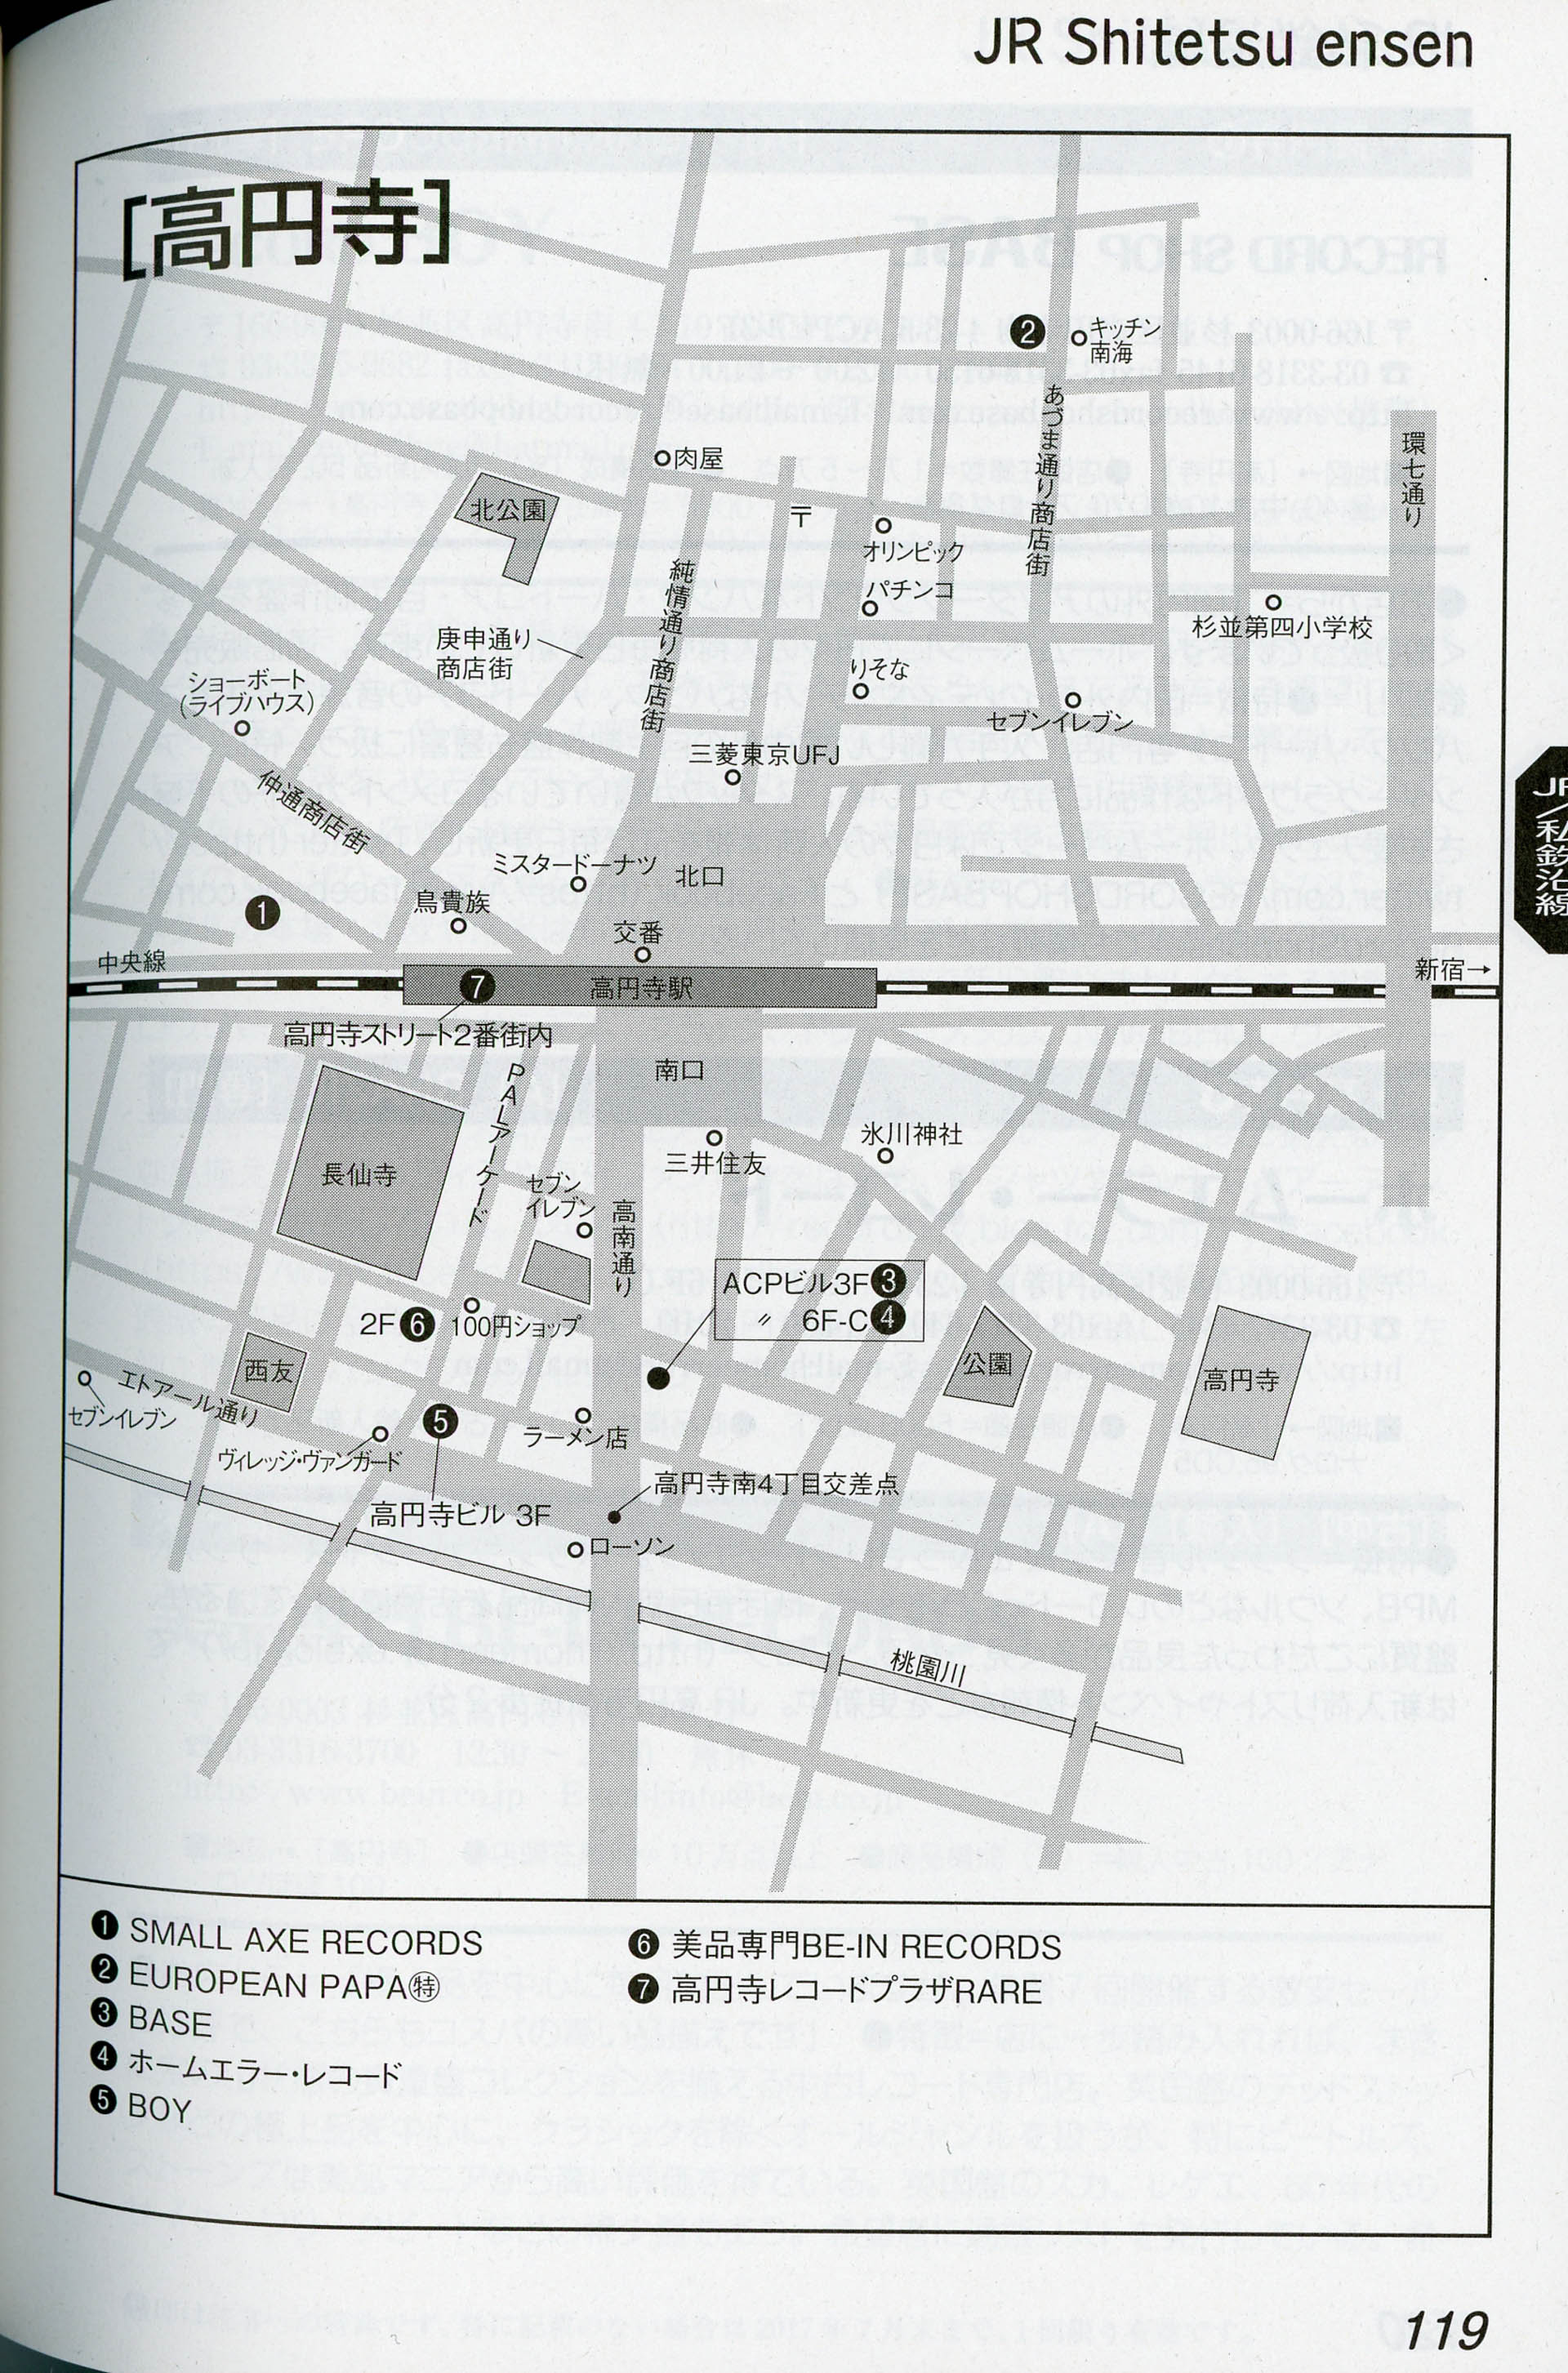 JR Shitetsu ensen
[高円寺]
❷
キッチン
南海
あづま通り商店街
環七通り
肉屋
北公園
〒
オリンピック
パチンコ
純情通り商店街
杉並第四小学校
庚申通り
商店街
りそな
ショーボート
(ライブハウス)
セブンイレブン
三菱東京UFJ
仲通商店街
JR/私鉄沿線
ミスタードーナツ
北口
鳥貴族
❶
交番
中央線
新宿→
❼
高円寺駅
高円寺ストリート2番街内
南口
PALアーケード
氷川神社
三井住友
長仙寺
セブン
イレブン
高南通り
ACPビル3F❸
〃 6F-C❹
2F❻
100円ショップ
公園
西友
高円寺
エトアール通り
セブンイレブン
❺
ラーメン店
ヴィレッジ・ヴァンガード
高円寺南4丁目交差点
高円寺ビル 3F
ローソン
桃園川
❶ SMALL AXE RECORDS
❷ EUROPEAN PAPA㊕
❸ BASE
❹ ホームエラー・レコード
❺ BOY
❻ 美品専門BE-IN RECORDS
❼ 高円寺レコードプラザRARE
119